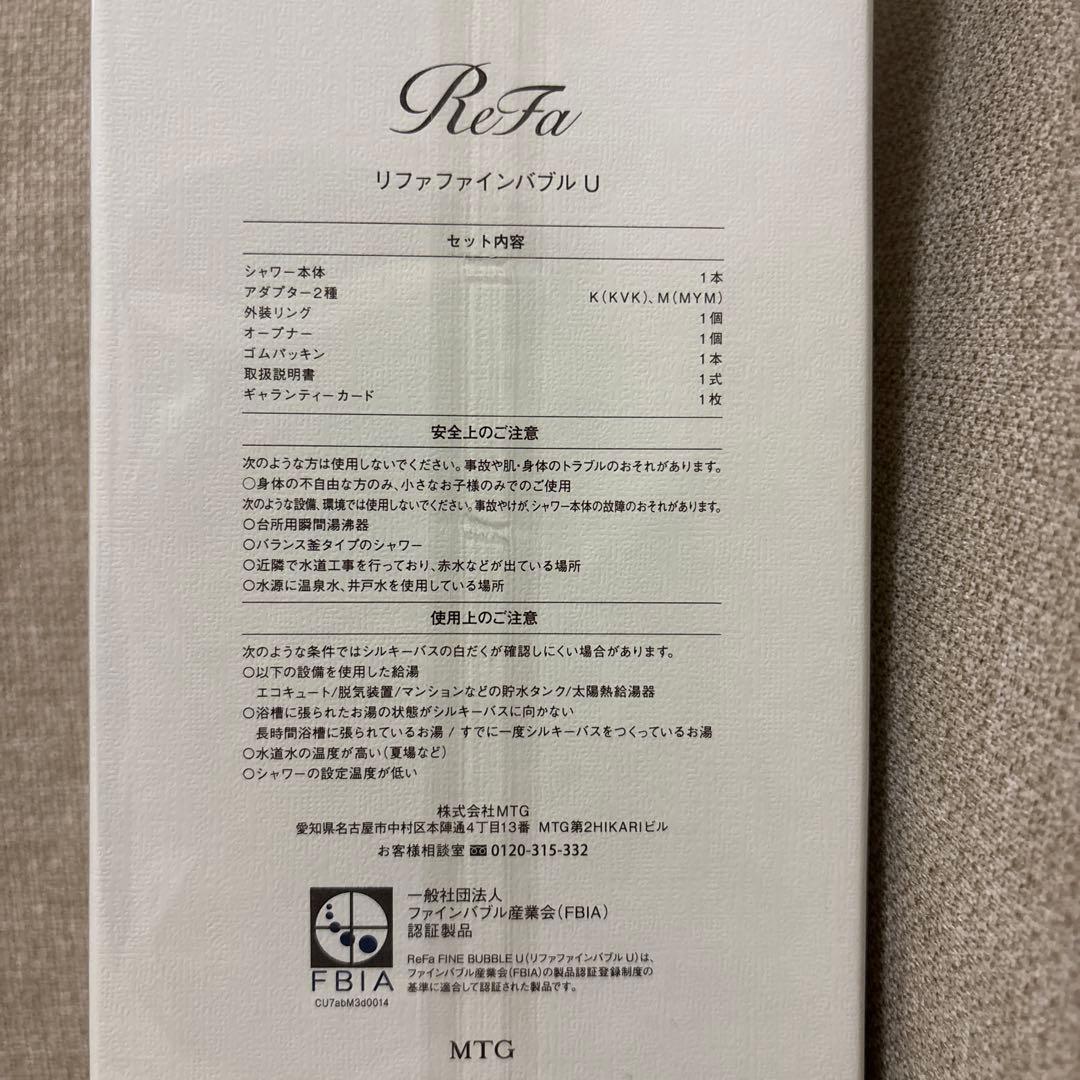 ReFa
リファファインバブル U
セット内容
シャワー本体 1本
アダプター2種 K(KVK)、M(MYM)
外装リング 1個
オープナー 1個
ゴムパッキン 1本
取扱説明書 1式
ギャランティーカード 1枚
安全上のご注意
次のような方は使用しないでください。事故や肌・身体のトラブルのおそれがあります。
○身体の不自由な方のみ、小さなお子様のみでのご使用
次のような設備、環境では使用しないでください。事故やけが、シャワー本体の故障のおそれがあります。
○台所用瞬間湯沸器
○バランス釜タイプのシャワー
○近隣で水道工事を行っており、赤水などが出ている場所
○水源に温泉水、井戸水を使用している場所
使用上のご注意
次のような条件ではシルキーバスの白だくが確認しにくい場合があります。
○以下の設備を使用した給湯
エコキュート/脱気装置/マンションなどの貯水タンク/太陽熱給湯器
○浴槽に張られたお湯の状態がシルキーバスに向かない
長時間浴槽に張られているお湯 / すでに一度シルキーバスをつくっているお湯
○水道水の温度が高い(夏場など)
○シャワーの設定温度が低い
株式会社MTG
愛知県名古屋市中村区本陣通4丁目13番 MTG第2HIKARIビル
お客様相談室 0120-315-332
一般社団法人
ファインバブル産業会(FBIA)
認証製品
ReFa FINE BUBBLE U(リファファインバブル U)は、
ファインバブル産業会(FBIA)の製品認証登録制度の
基準に適合して認証された製品です。
FBIA
CU7abM3d0014
MTG